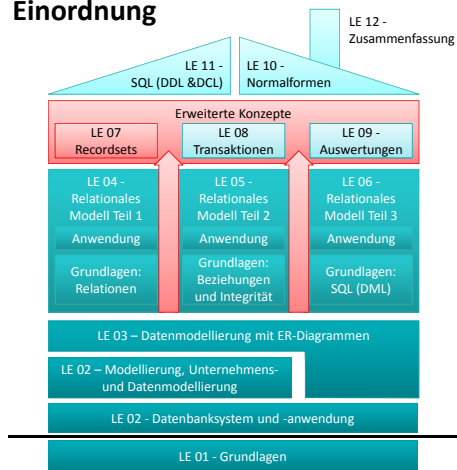 Einordnung
LE 12 -
Zusammenfassung
LE 11 -
SQL (DDL &DCL)
LE 10 -
Normalformen
Erweiterte Konzepte
LE 07
Recordsets
LE 08
Transaktionen
LE 09 -
Auswertungen
LE 04 -
Relationales
Modell Teil 1
Anwendung
Grundlagen:
Relationen
LE 05 -
Relationales
Modell Teil 2
Anwendung
Grundlagen:
Beziehungen
und Integrität
LE 06 -
Relationales
Modell Teil 3
Anwendung
Grundlagen:
SQL (DML)
LE 03 – Datenmodellierung mit ER-Diagrammen
LE 02 – Modellierung, Unternehmens-
und Datenmodellierung
LE 02 - Datenbanksystem und -anwendung
LE 01 - Grundlagen